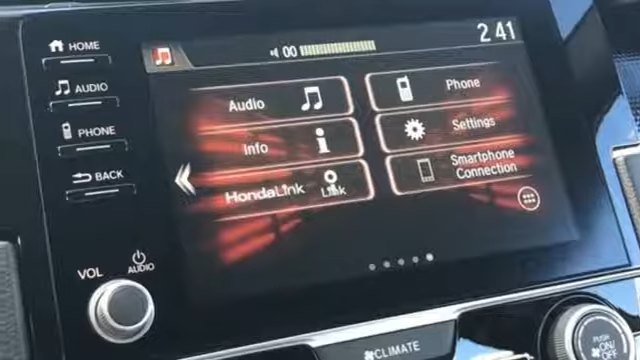 HOME
AUDIO
PHONE
BACK
VOL
AUDIO
00
2:41
Audio
Phone
Info
Settings
HondaLink
Link
Smartphone
Connection
CLIMATE
PUSH
ON/
OFF